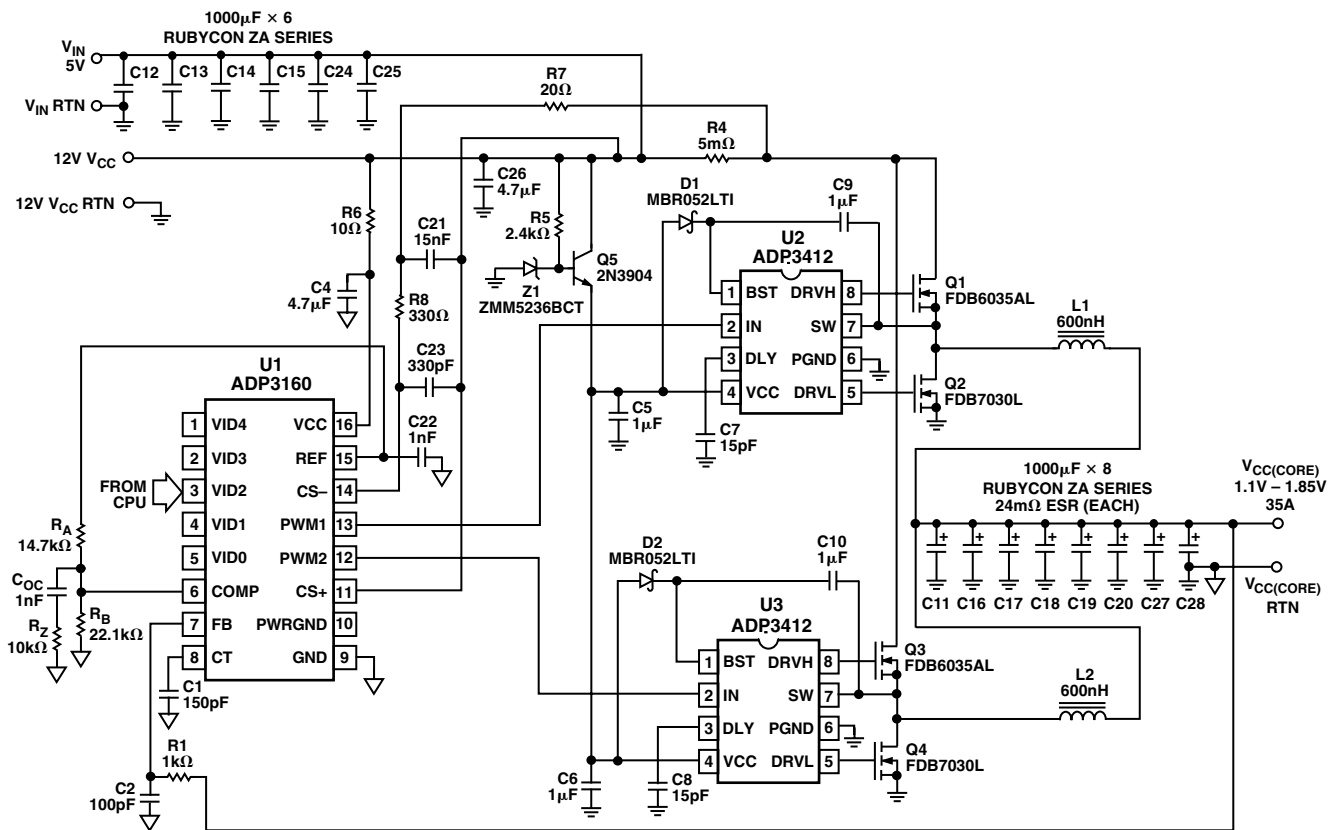 1000µF × 6
RUBYCON ZA SERIES
VIN
5V
C12
C13
C14
C15
C24
C25
VIN RTN
R7
20Ω
12V VCC
R4
5mΩ
12V VCC RTN
C26
4.7µF
R6
10Ω
C21
15nF
R5
2.4kΩ
Q5
2N3904
Z1
ZMM5236BCT
D1
MBR052LTI
C9
1µF
C4
4.7µF
R8
330Ω
C23
330pF
C22
1nF
U2
ADP3412
1 BST DRVH 8
2 IN SW 7
3 DLY PGND 6
4 VCC DRVL 5
Q1
FDB6035AL
L1
600nH
Q2
FDB7030L
C5
1µF
C7
15pF
U1
ADP3160
1 VID4 VCC 16
2 VID3 REF 15
3 VID2 CS– 14
4 VID1 PWM1 13
5 VID0 PWM2 12
6 COMP CS+ 11
7 FB PWRGND 10
8 CT GND 9
FROM
CPU
RA
14.7kΩ
COC
1nF
RZ
10kΩ
RB
22.1kΩ
C1
150pF
R1
1kΩ
C2
100pF
1000µF × 8
RUBYCON ZA SERIES
24mΩ ESR (EACH)
VCC(CORE)
1.1V – 1.85V
35A
+ + + + + + + +
C11 C16 C17 C18 C19 C20 C27 C28
VCC(CORE)
RTN
D2
MBR052LTI
C10
1µF
U3
ADP3412
1 BST DRVH 8
2 IN SW 7
3 DLY PGND 6
4 VCC DRVL 5
Q3
FDB6035AL
L2
600nH
Q4
FDB7030L
C6
1µF
C8
15pF